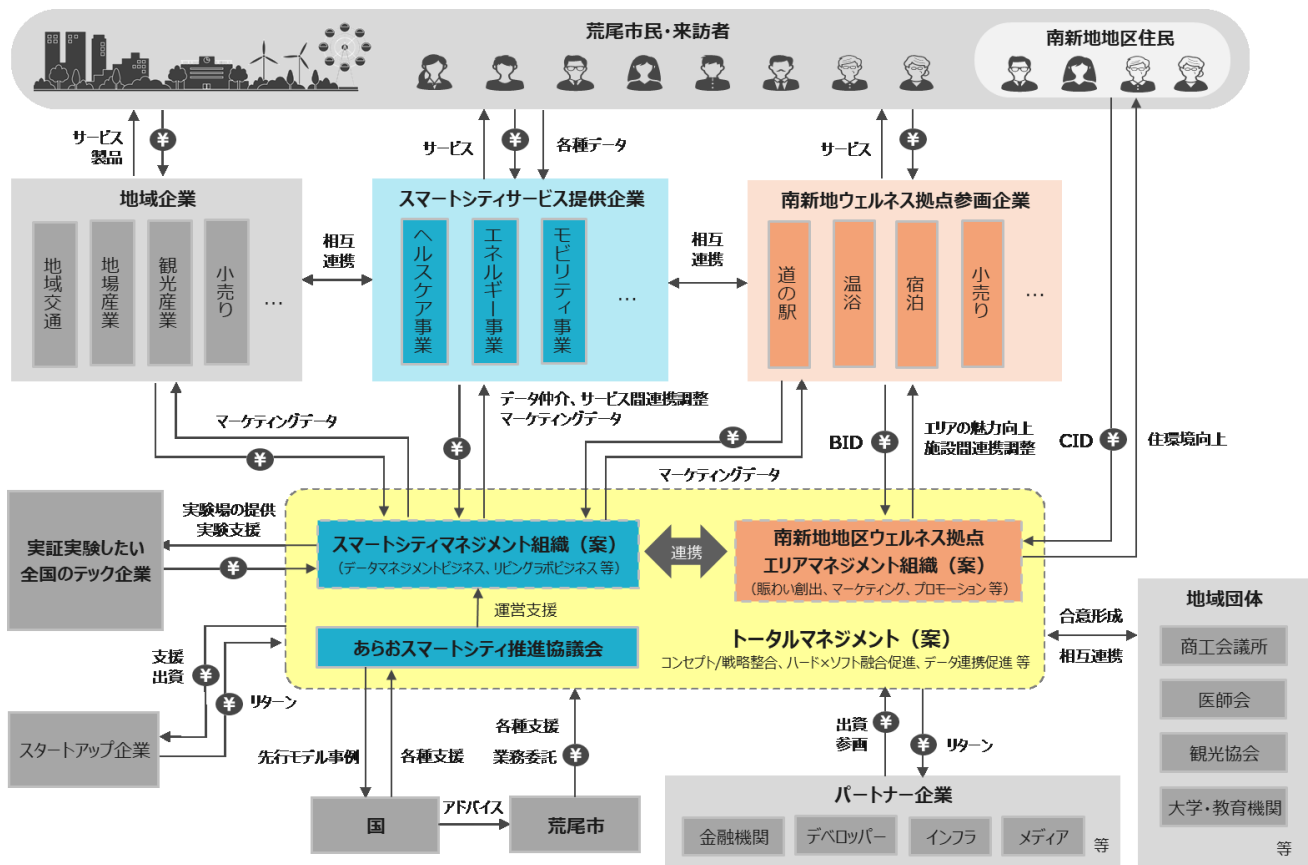 荒尾市民・来訪者
南新地地区住民
サービス
製品
¥
サービス
¥
各種データ
サービス
¥
地域企業
地域交通
地場産業
観光産業
小売り
…
相互
連携
スマートシティサービス提供企業
ヘルスケア事業
エネルギー事業
モビリティ事業
…
相互
連携
南新地ウェルネス拠点参画企業
道の駅
温浴
宿泊
小売り
…
マーケティングデータ
¥
¥
データ仲介、サービス間連携調整
マーケティングデータ
¥
マーケティングデータ
BID
¥
エリアの魅力向上
施設間連携調整
CID
¥
住環境向上
実証実験したい
全国のテック企業
実験場の提供
実験支援
¥
スマートシティマネジメント組織（案）
（データマネジメントビジネス、リビングラボビジネス 等）
連携
南新地地区ウェルネス拠点
エリアマネジメント組織（案）
（賑わい創出、マーケティング、プロモーション 等）
運営支援
あらおスマートシティ推進協議会
トータルマネジメント（案）
コンセプト/戦略整合、ハード×ソフト融合促進、データ連携促進 等
合意形成
相互連携
地域団体
商工会議所
医師会
観光協会
大学・教育機関
等
支援
出資
¥
¥
リターン
スタートアップ企業
先行モデル事例
各種支援
各種支援
業務委託
¥
出資
参画
¥
¥
リターン
国
アドバイス
荒尾市
パートナー企業
金融機関
デベロッパー
インフラ
メディア
等